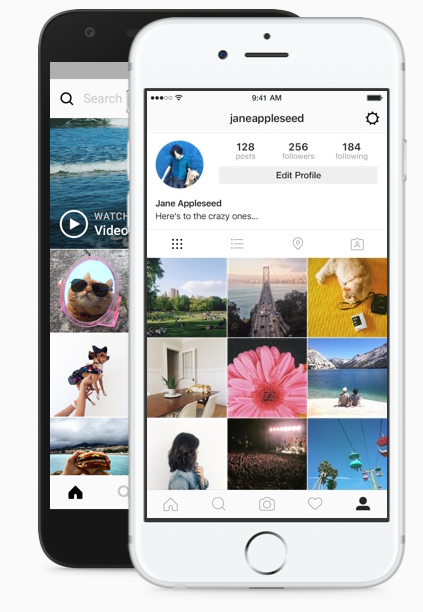 Search
WATCH
Video
9:41 AM
janeappleseed
128 256 184
posts followers following
Edit Profile
Jane Appleseed
Here's to the crazy ones...